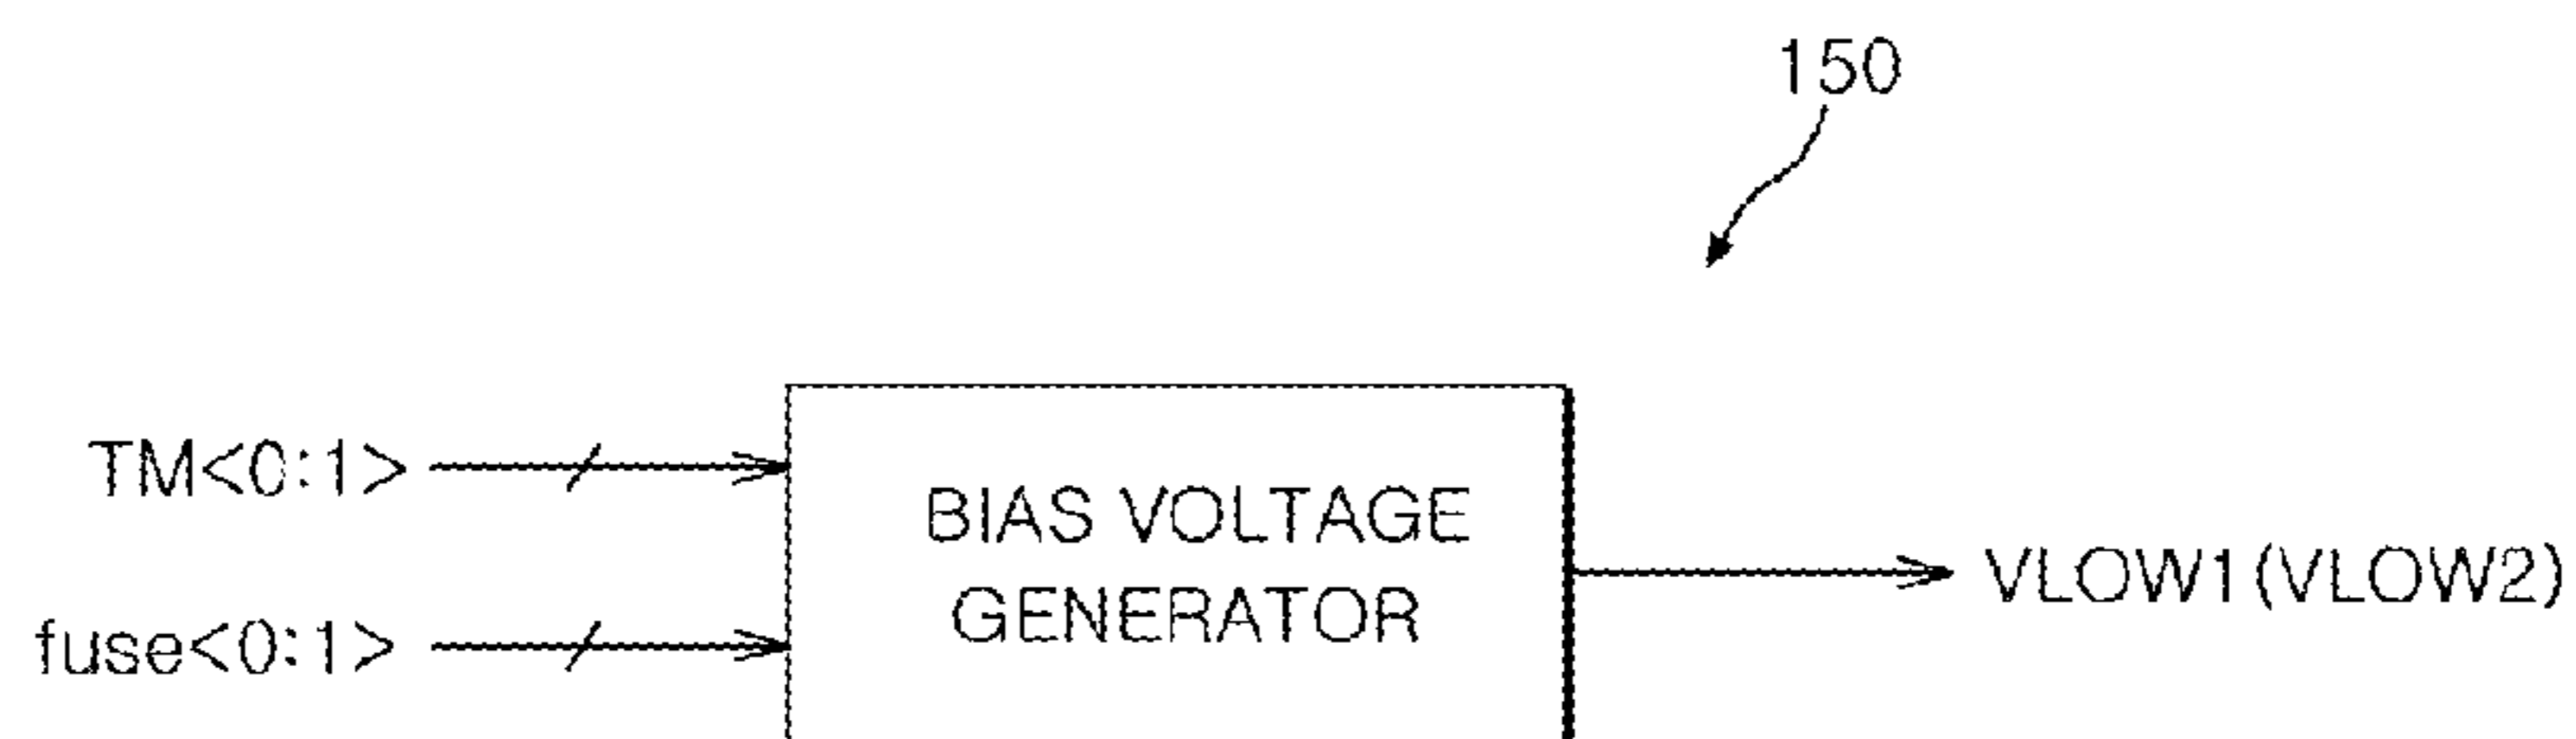 150
TM<0:1>
BIAS VOLTAGE
GENERATOR
fuse<0:1>
VLOW1(VLOW2)